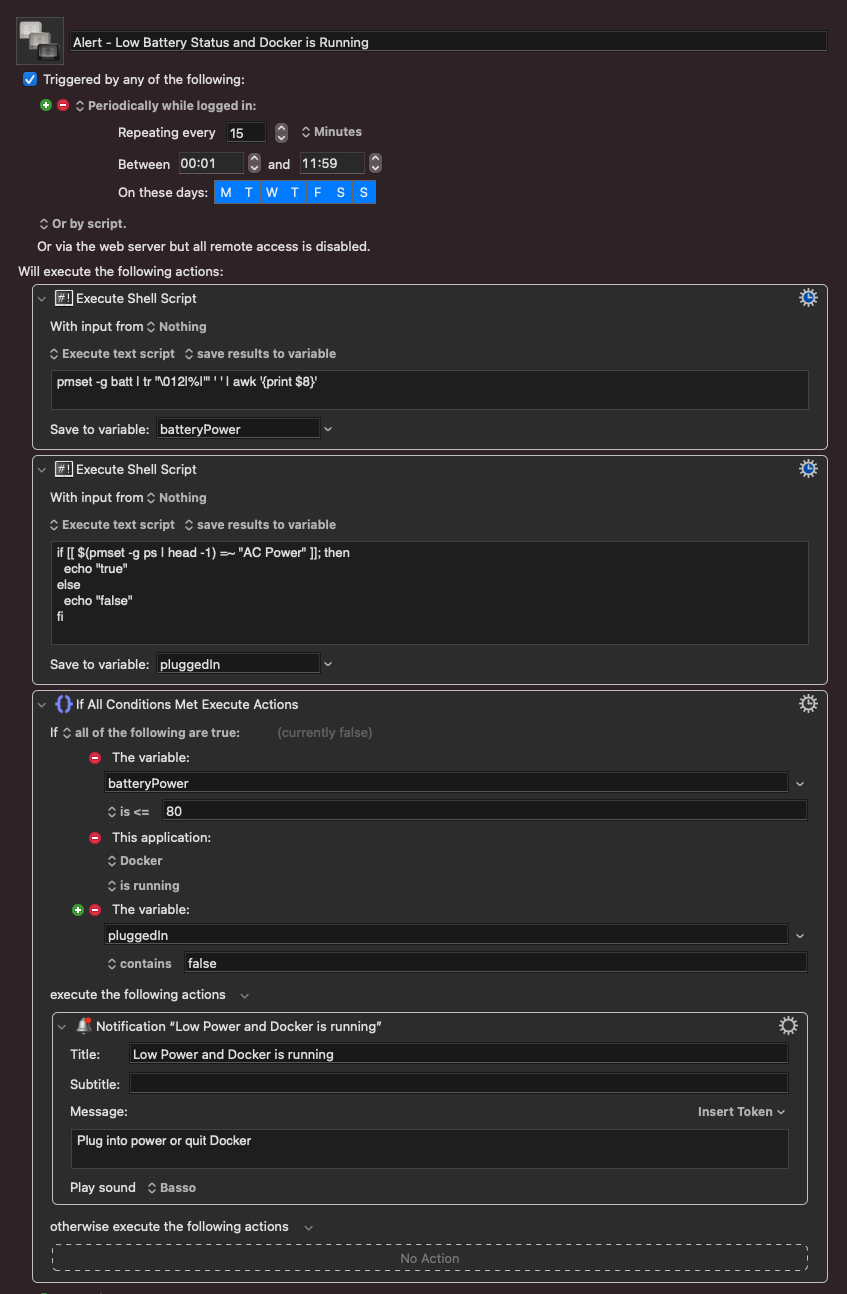 Alert - Low Battery Status and Docker is Running
Triggered by any of the following:
Periodically while logged in:
Repeating every 15 Minutes
Between 00:01 and 11:59
On these days: M T W T F S S
Or by script.
Or via the web server but all remote access is disabled.
Will execute the following actions:
#! Execute Shell Script
With input from Nothing
Execute text script save results to variable
pmset -g batt | tr "\012|%|'" ' ' | awk '{print $8}'
Save to variable: batteryPower
#! Execute Shell Script
With input from Nothing
Execute text script save results to variable
if [[ $(pmset -g ps | head -1) =~ "AC Power" ]]; then
echo "true"
else
echo "false"
fi
Save to variable: pluggedIn
{} If All Conditions Met Execute Actions
If all of the following are true: (currently false)
The variable:
batteryPower
is <= 80
This application:
Docker
is running
The variable:
pluggedIn
contains false
execute the following actions
Notification “Low Power and Docker is running”
Title: Low Power and Docker is running
Subtitle:
Message: Insert Token
Plug into power or quit Docker
Play sound Basso
otherwise execute the following actions
No Action